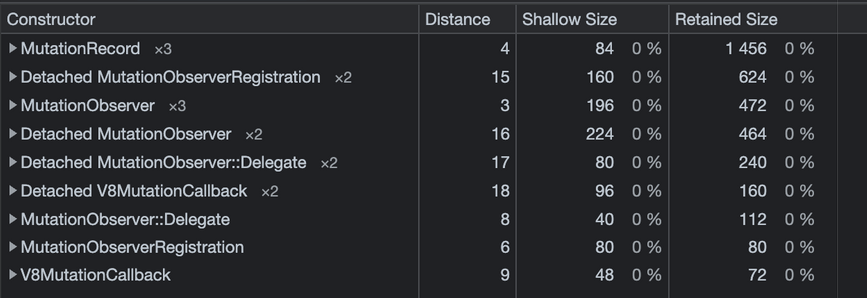 Constructor Distance Shallow Size Retained Size
MutationRecord ×3 4 84 0 % 1 456 0 %
Detached MutationObserverRegistration ×2 15 160 0 % 624 0 %
MutationObserver ×3 3 196 0 % 472 0 %
Detached MutationObserver ×2 16 224 0 % 464 0 %
Detached MutationObserver::Delegate ×2 17 80 0 % 240 0 %
Detached V8MutationCallback ×2 18 96 0 % 160 0 %
MutationObserver::Delegate 8 40 0 % 112 0 %
MutationObserverRegistration 6 80 0 % 80 0 %
V8MutationCallback 9 48 0 % 72 0 %